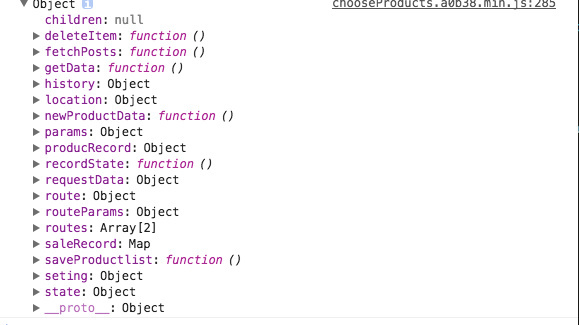 Object i chooseProducts.a0b38.min.js:285
children: null
deleteItem: function ()
fetchPosts: function ()
getData: function ()
history: Object
location: Object
newProductData: function ()
params: Object
producRecord: Object
recordState: function ()
requestData: Object
route: Object
routeParams: Object
routes: Array[2]
saleRecord: Map
saveProductlist: function ()
seting: Object
state: Object
__proto__: Object